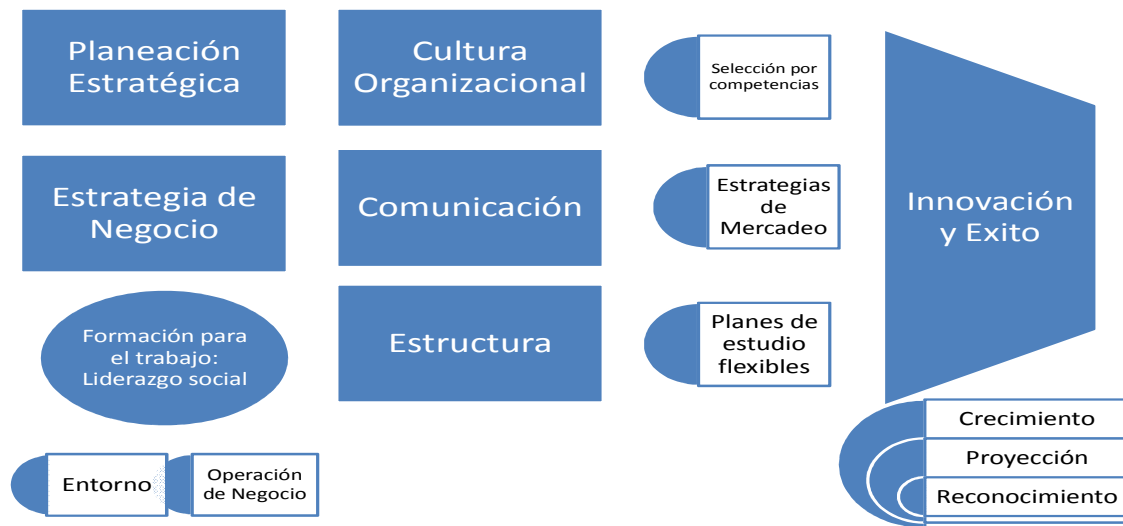 Planeación
Estratégica
Cultura
Organizacional
Selección por
competencias
Estrategia de
Negocio
Comunicación
Estrategias
de
Mercadeo
Innovación
y Exito
Formación para
el trabajo:
Liderazgo social
Estructura
Planes de
estudio
flexibles
Entorno
Operación
de Negocio
Crecimiento
Proyección
Reconocimiento